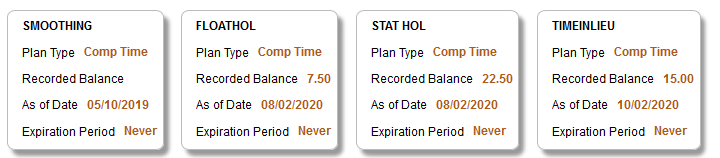 SMOOTHING
Plan Type Comp Time
Recorded Balance
As of Date 05/10/2019
Expiration Period Never
FLOATHOL
Plan Type Comp Time
Recorded Balance 7.50
As of Date 08/02/2020
Expiration Period Never
STAT HOL
Plan Type Comp Time
Recorded Balance 22.50
As of Date 08/02/2020
Expiration Period Never
TIMEINLIEU
Plan Type Comp Time
Recorded Balance 15.00
As of Date 10/02/2020
Expiration Period Never